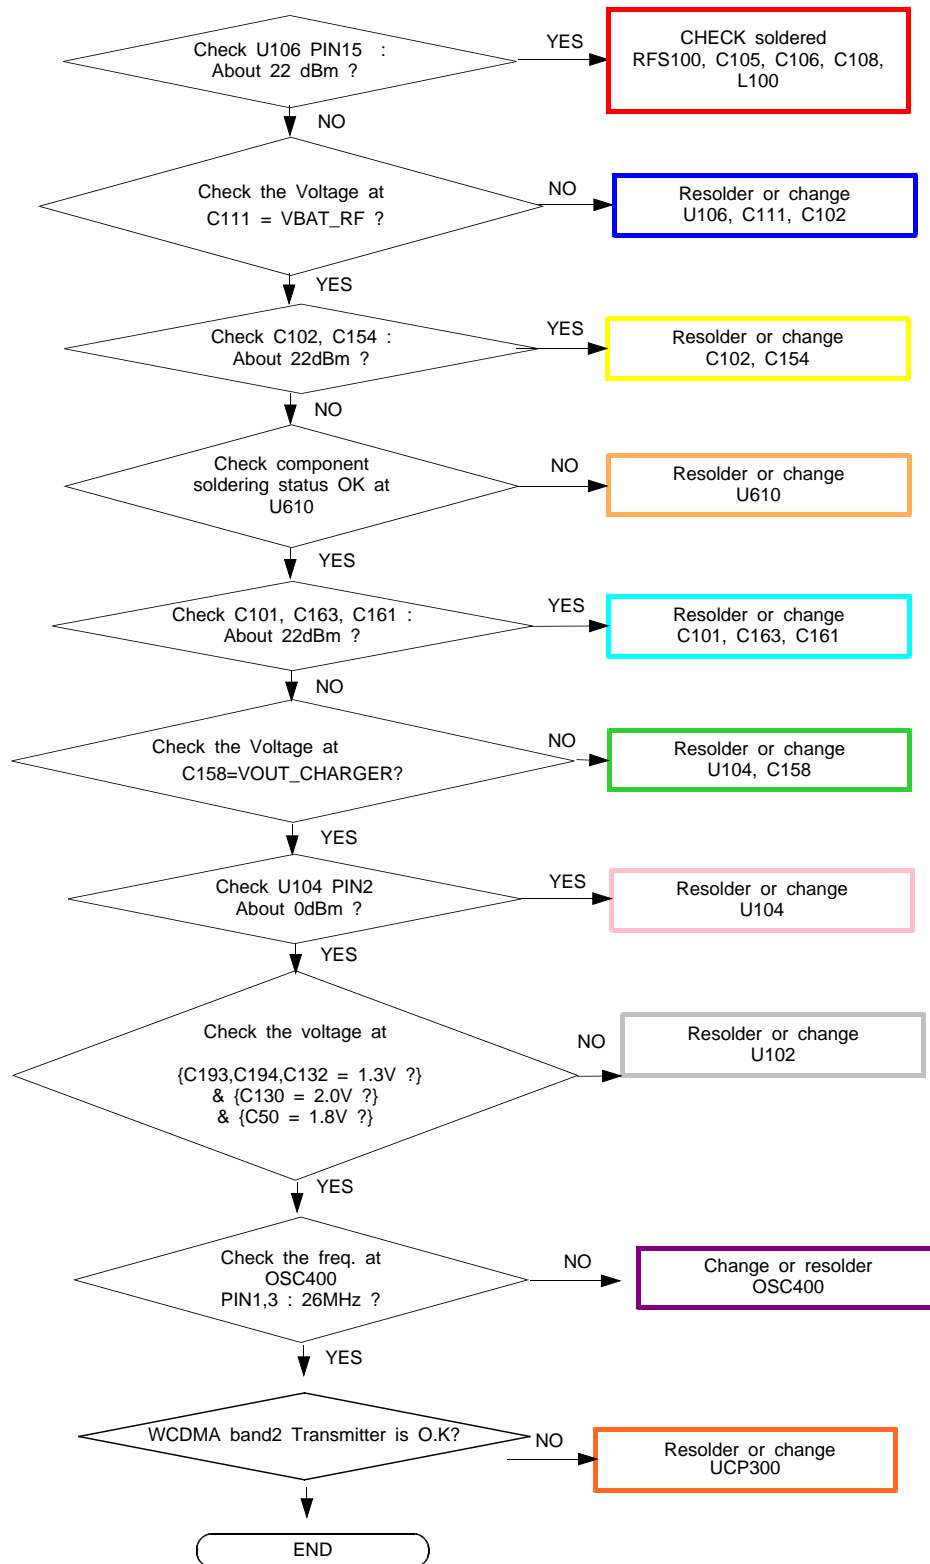 Check U106 PIN15 :
About 22 dBm ?
YES
CHECK soldered
RFS100, C105, C106, C108,
L100
NO
Check the Voltage at
C111 = VBAT_RF ?
NO
Resolder or change
U106, C111, C102
YES
Check C102, C154 :
About 22dBm ?
YES
Resolder or change
C102, C154
NO
Check component
soldering status OK at
U610
NO
Resolder or change
U610
YES
Check C101, C163, C161 :
About 22dBm ?
YES
Resolder or change
C101, C163, C161
NO
Check the Voltage at
C158=VOUT_CHARGER?
NO
Resolder or change
U104, C158
YES
Check U104 PIN2
About 0dBm ?
YES
Resolder or change
U104
YES
Check the voltage at
{C193,C194,C132 = 1.3V ?}
& {C130 = 2.0V ?}
& {C50 = 1.8V ?}
NO
Resolder or change
U102
YES
Check the freq. at
OSC400
PIN1,3 : 26MHz ?
NO
Change or resolder
OSC400
YES
WCDMA band2 Transmitter is O.K?
NO
Resolder or change
UCP300
END